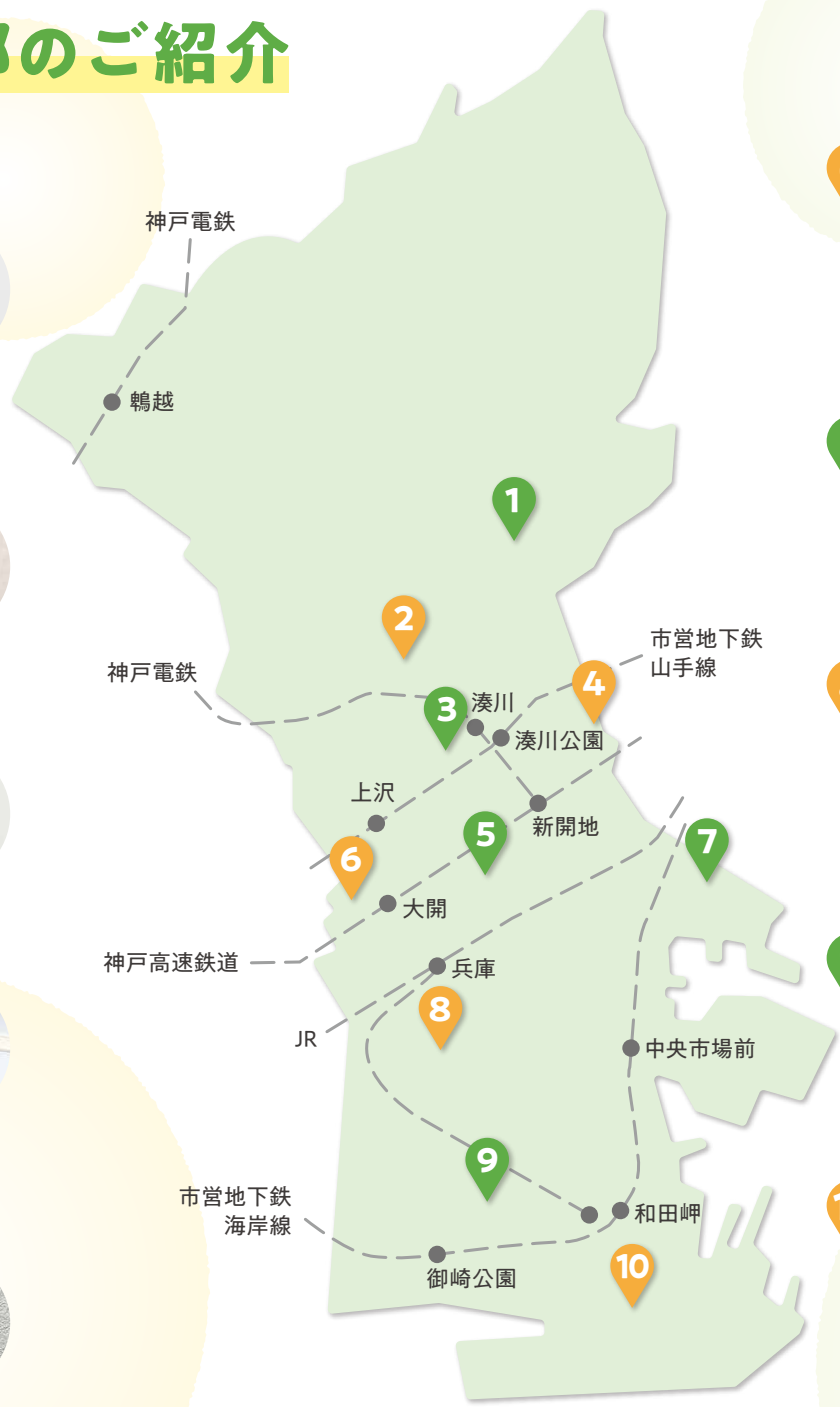 のご紹介
神戸電鉄
鵯越
1
2
市営地下鉄
山手線
神戸電鉄
4
3
湊川
湊川公園
上沢
新開地
5
7
6
大開
神戸高速鉄道
兵庫
8
JR
中央市場前
9
市営地下鉄
海岸線
和田岬
御崎公園
10